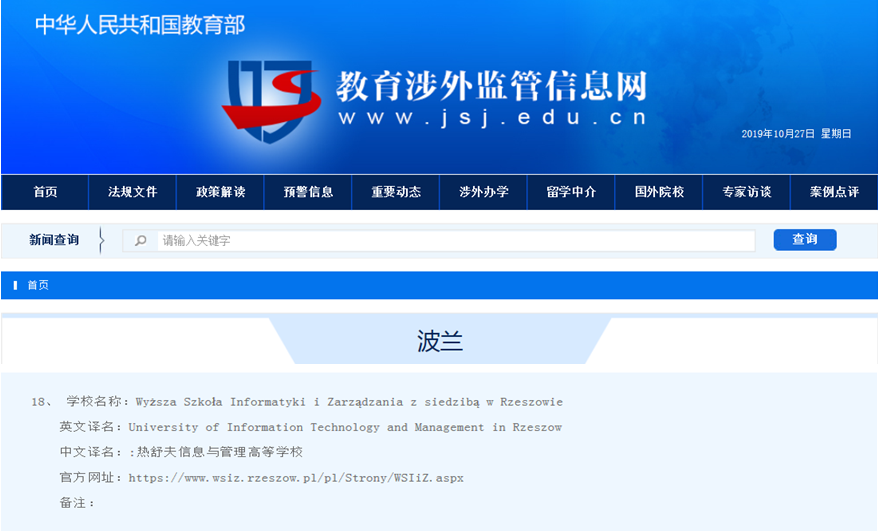 中华人民共和国教育部
教育涉外监管信息网
www.jsj.edu.cn
2019年10月27日 星期日
首页 法规文件 政策解读 预警信息 重要动态 涉外办学 留学中介 国外院校 专家访谈 案例点评
新闻查询 请输入关键字 查询
首页
波兰
18、 学校名称：Wyższa Szkoła Informatyki i Zarządzania z siedzibą w Rzeszowie
英文译名：University of Information Technology and Management in Rzeszow
中文译名：:热舒夫信息与管理高等学校
官方网址：https://www.wsiz.rzeszow.pl/pl/Strony/WSIiZ.aspx
备注：